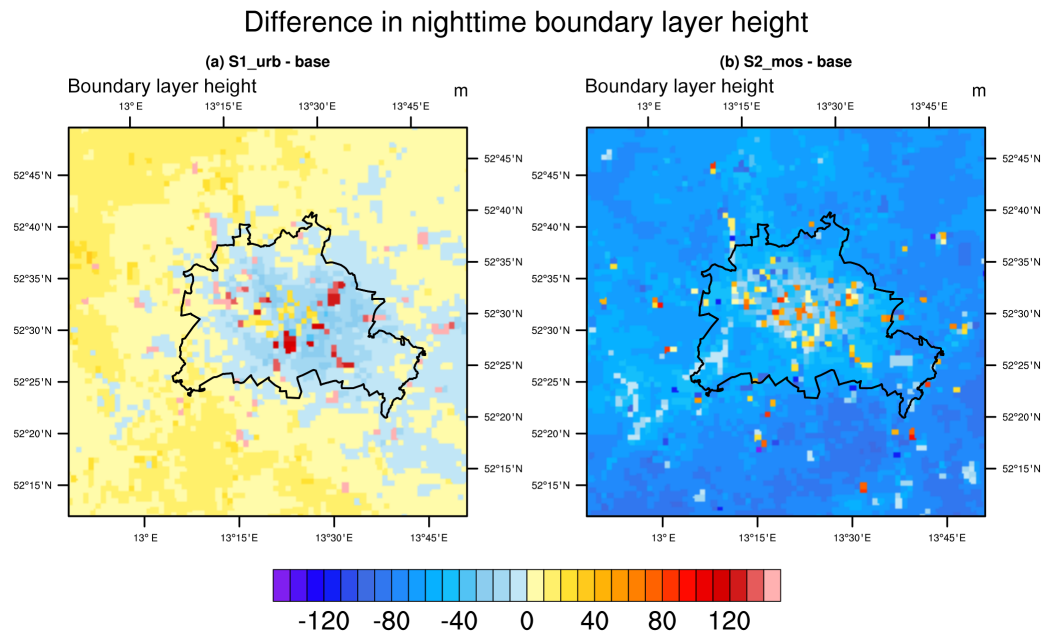 Difference in nighttime boundary layer height
(a) S1_urb - base
(b) S2_mos - base
Boundary layer height m
Boundary layer height m
13° E 13°15'E 13°30'E 13°45'E
13° E 13°15'E 13°30'E 13°45'E
52°45'N
52°40'N
52°35'N
52°30'N
52°25'N
52°20'N
52°15'N
52°45'N
52°40'N
52°35'N
52°30'N
52°25'N
52°20'N
52°15'N
52°45'N
52°40'N
52°35'N
52°30'N
52°25'N
52°20'N
52°15'N
52°45'N
52°40'N
52°35'N
52°30'N
52°25'N
52°20'N
52°15'N
13° E 13°15'E 13°30'E 13°45'E
13° E 13°15'E 13°30'E 13°45'E
-120 -80 -40 0 40 80 120